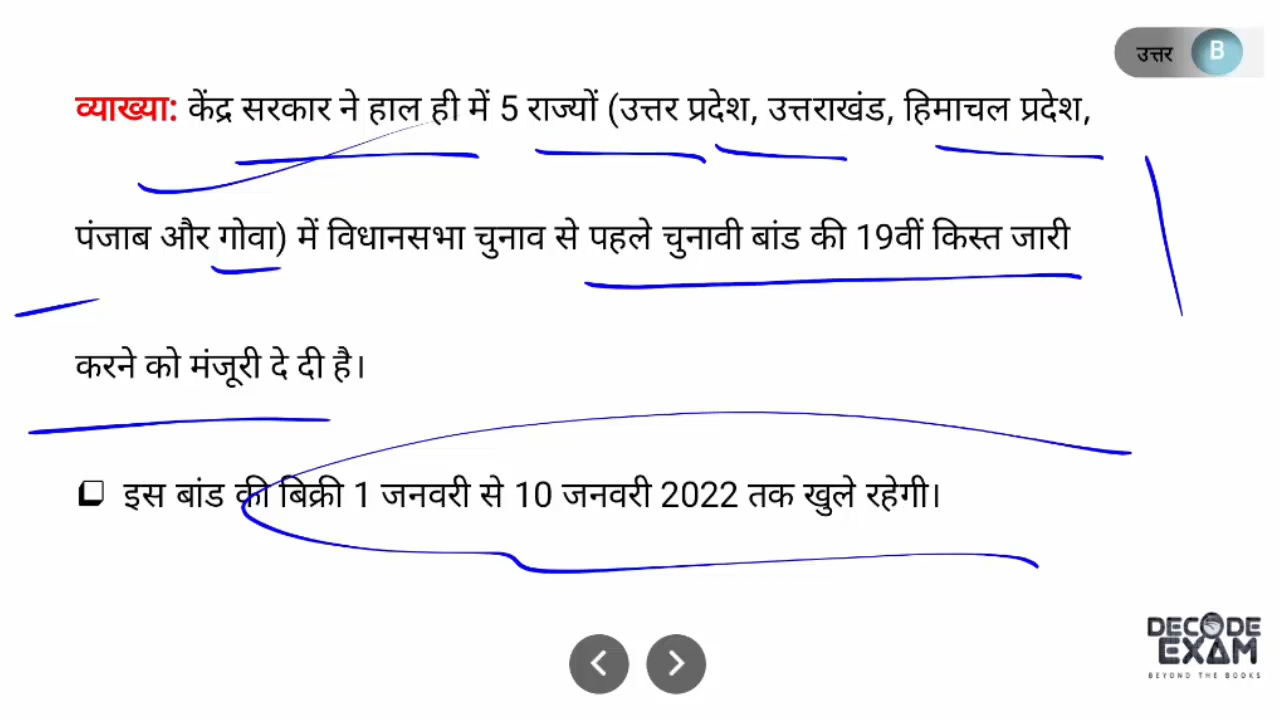 उत्तर B
व्याख्या: केंद्र सरकार ने हाल ही में 5 राज्यों (उत्तर प्रदेश, उत्तराखंड, हिमाचल प्रदेश,
पंजाब और गोवा) में विधानसभा चुनाव से पहले चुनावी बांड की 19वीं किस्त जारी
करने को मंजूरी दे दी है।
इस बांड की बिक्री 1 जनवरी से 10 जनवरी 2022 तक खुले रहेगी।
DECODE
EXAM
BEYOND THE BOOKS